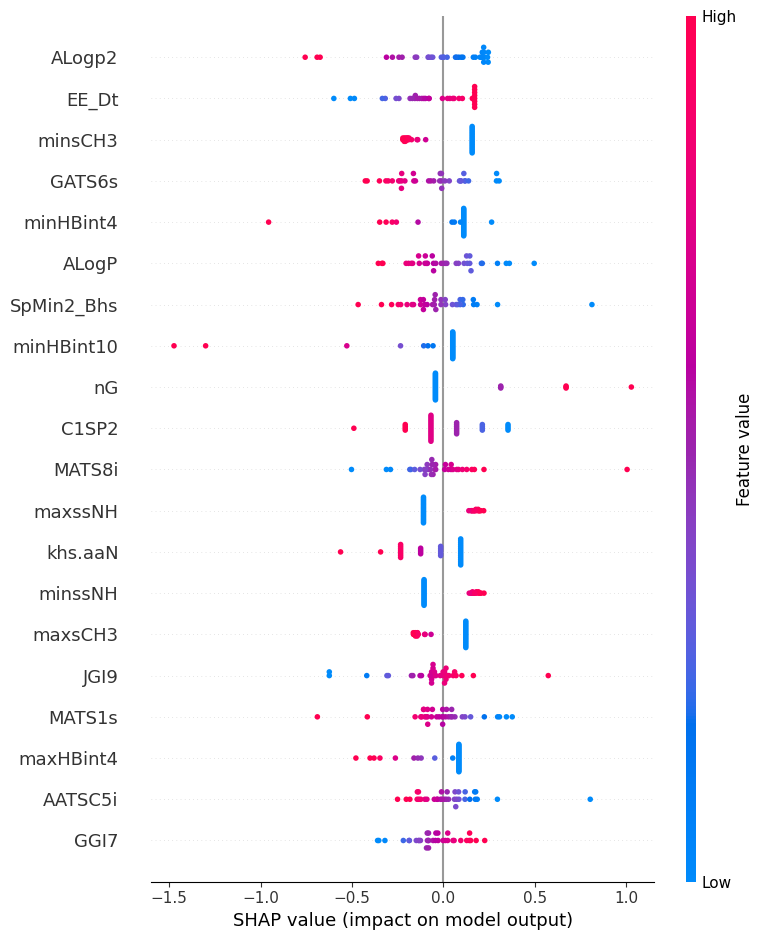 High
ALogp2
EE_Dt
minsCH3
GATS6s
minHBint4
ALogP
SpMin2_Bhs
minHBint10
nG
C1SP2
MATS8i
maxssNH
khs.aaN
minssNH
maxsCH3
JGI9
MATS1s
maxHBint4
AATSC5i
GGI7
Feature value
Low
−1.5 −1.0 −0.5 0.0 0.5 1.0
SHAP value (impact on model output)